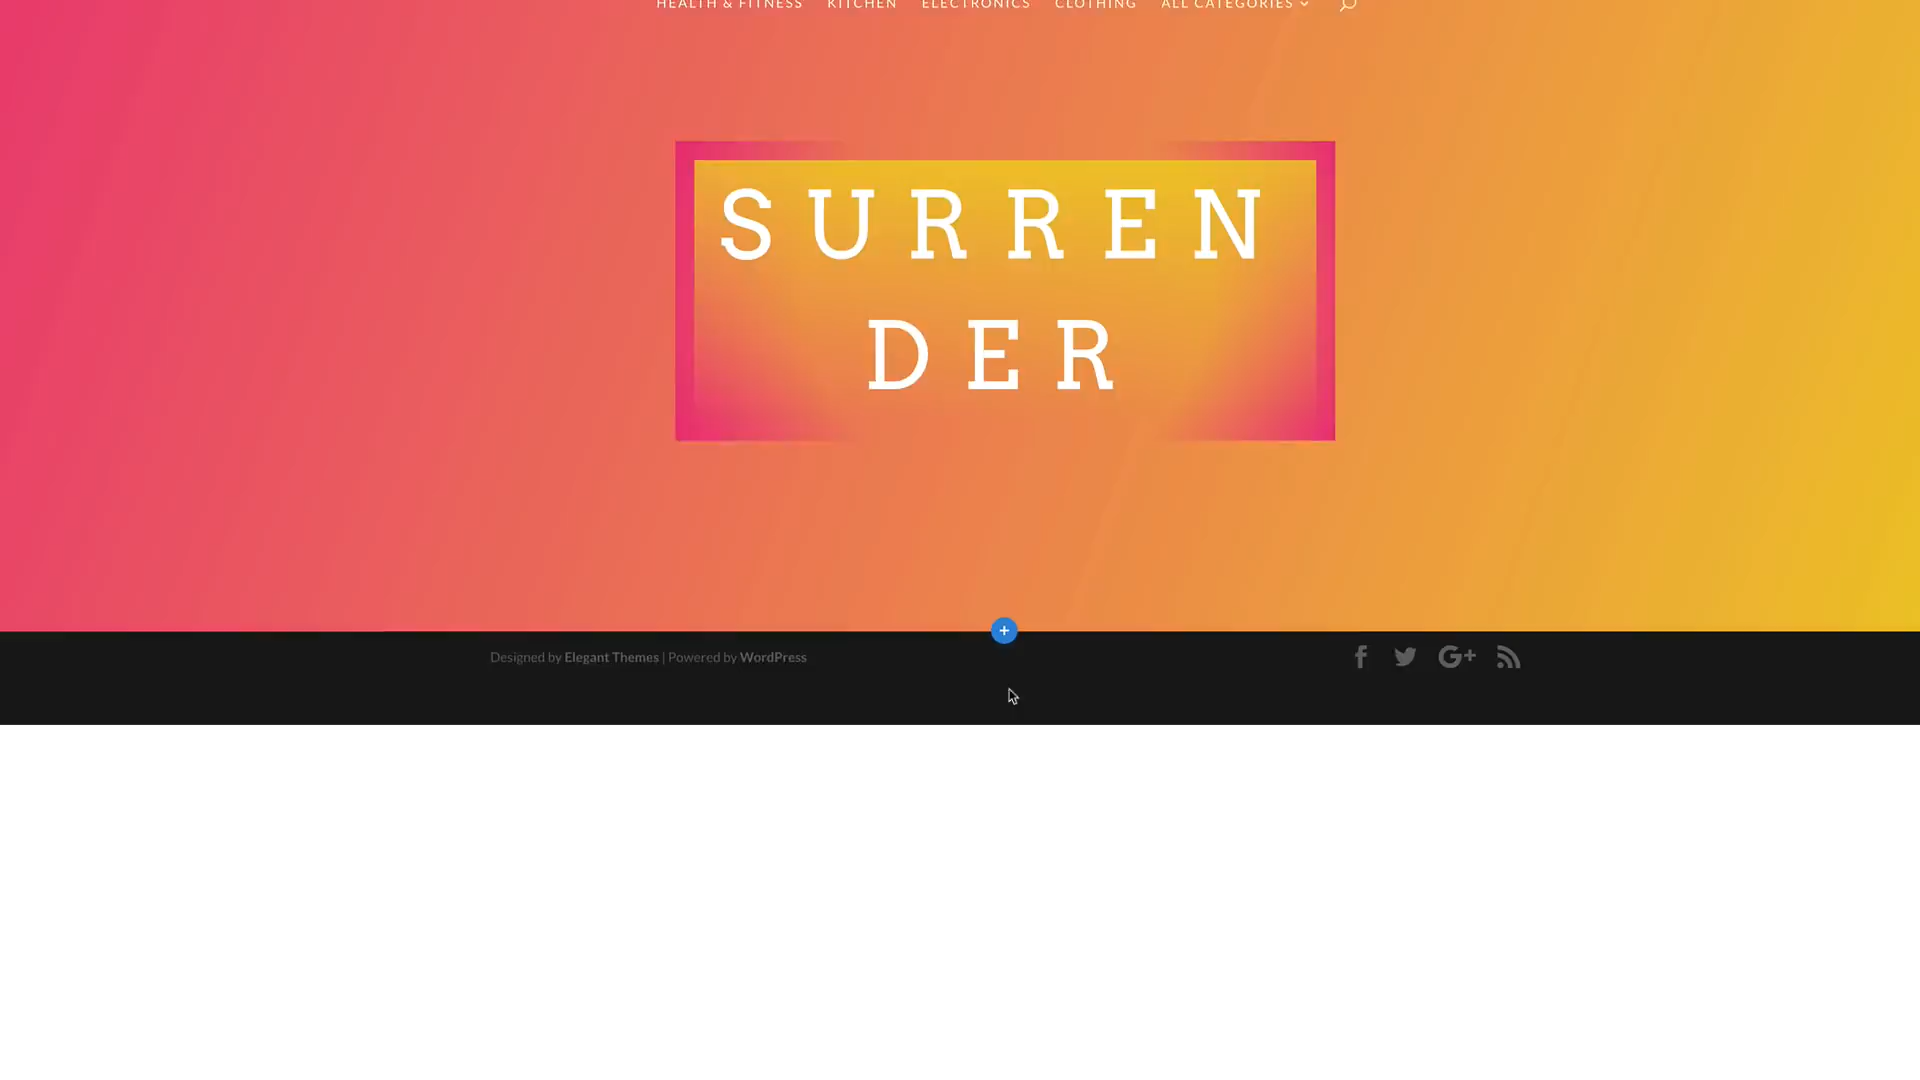 HEALTH & FITNESS KITCHEN ELECTRONICS CLOTHING ALL CATEGORIES
SURREN
DER
Designed by Elegant Themes | Powered by WordPress